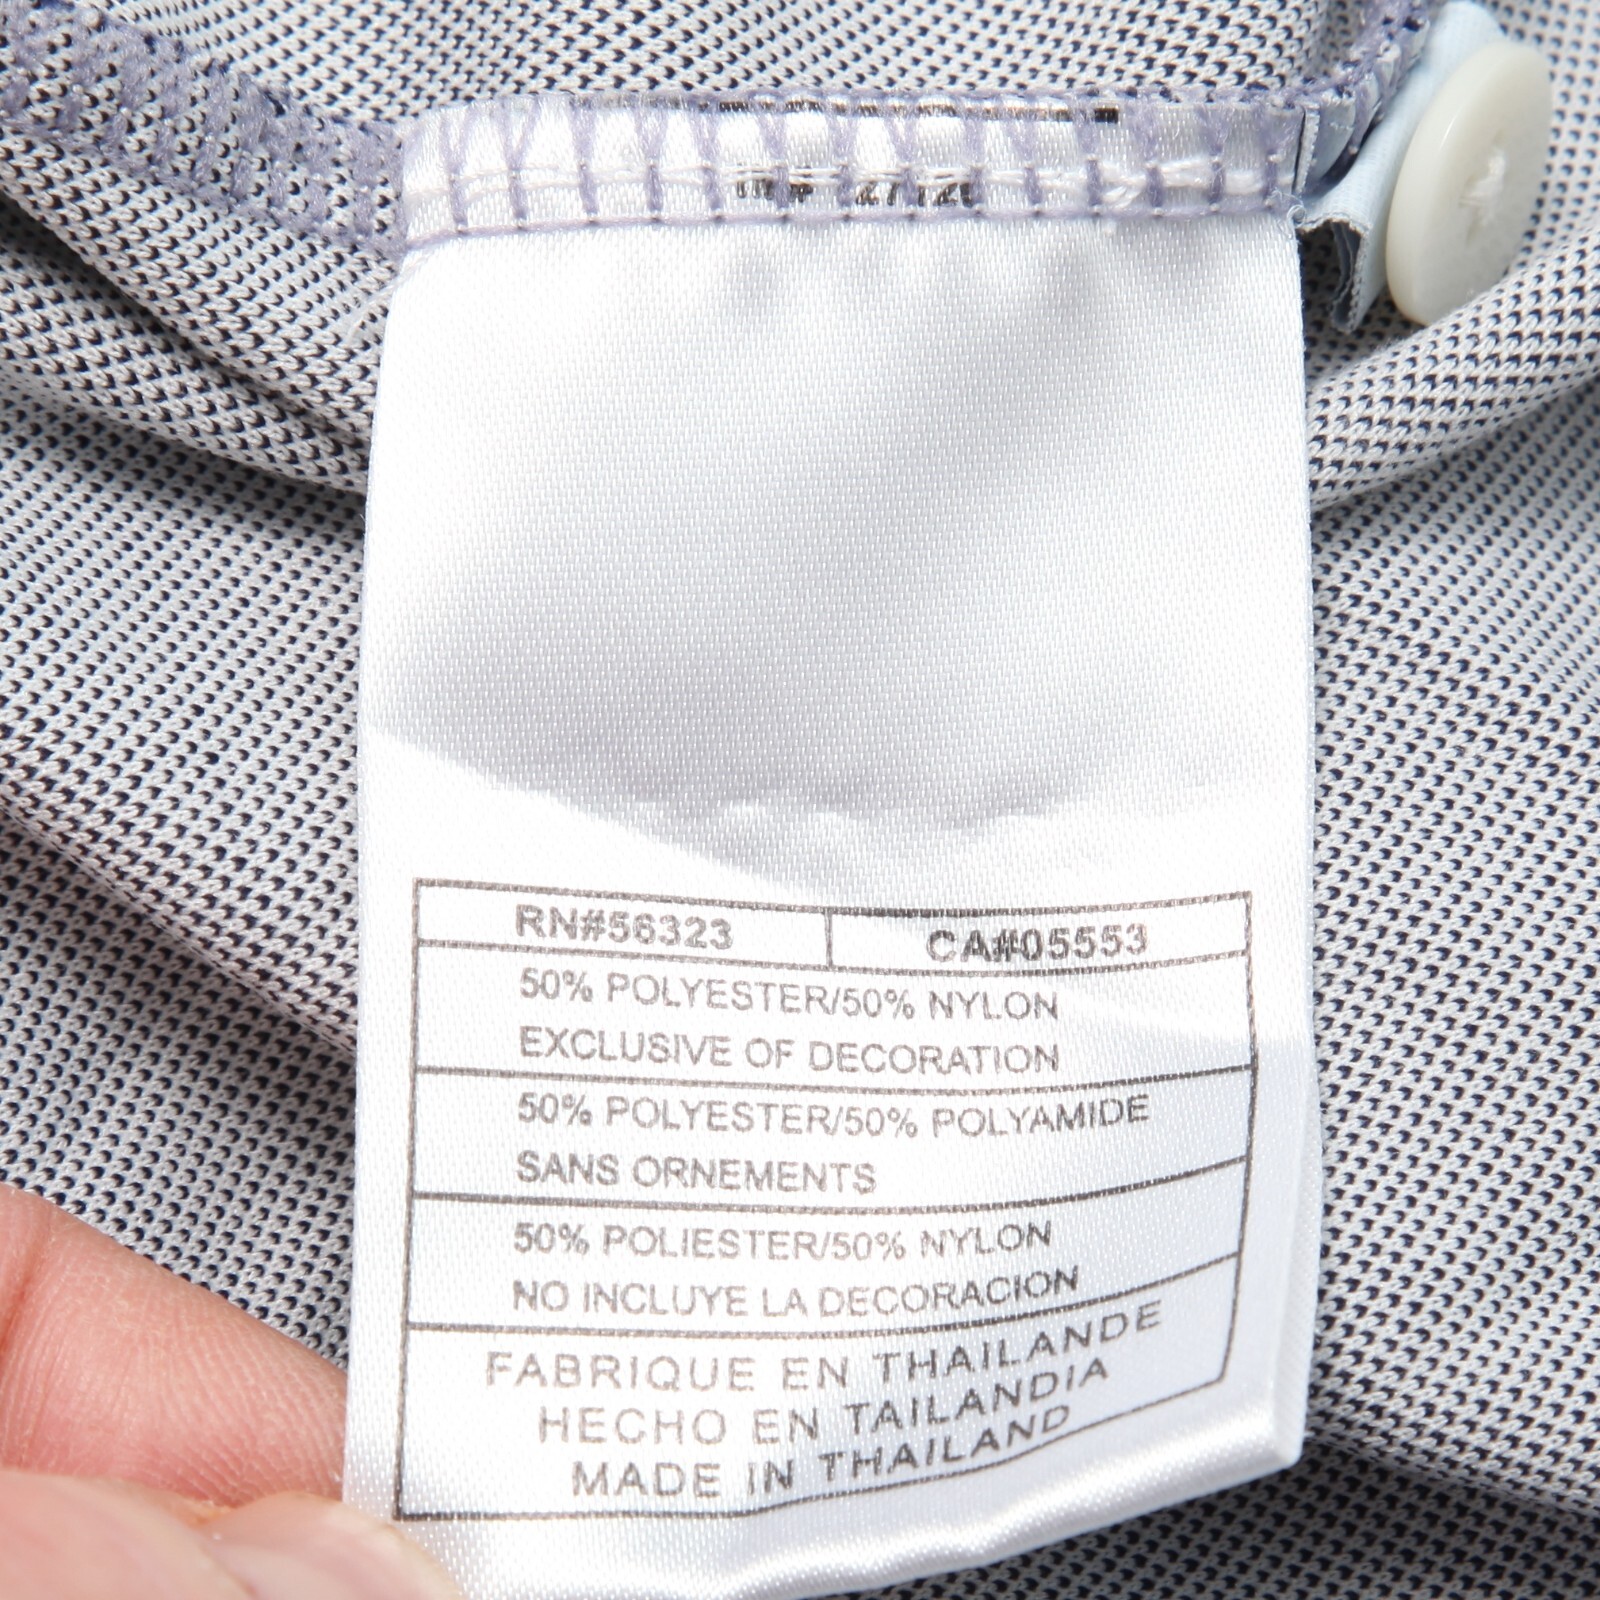 RN#56323 CA#05553
50% POLYESTER/50% NYLON
EXCLUSIVE OF DECORATION
50% POLYESTER/50% POLYAMIDE
SANS ORNEMENTS
50% POLIESTER/50% NYLON
NO INCLUYE LA DECORACION
FABRIQUE EN THAILANDE
HECHO EN TAILANDIA
MADE IN THAILAND